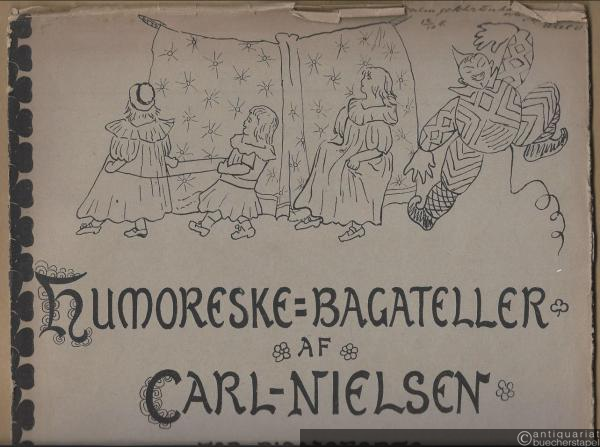 HUMORESKE=BAGATELLER
AF
CARL-NIELSEN
©antiquariat
buecherstapel